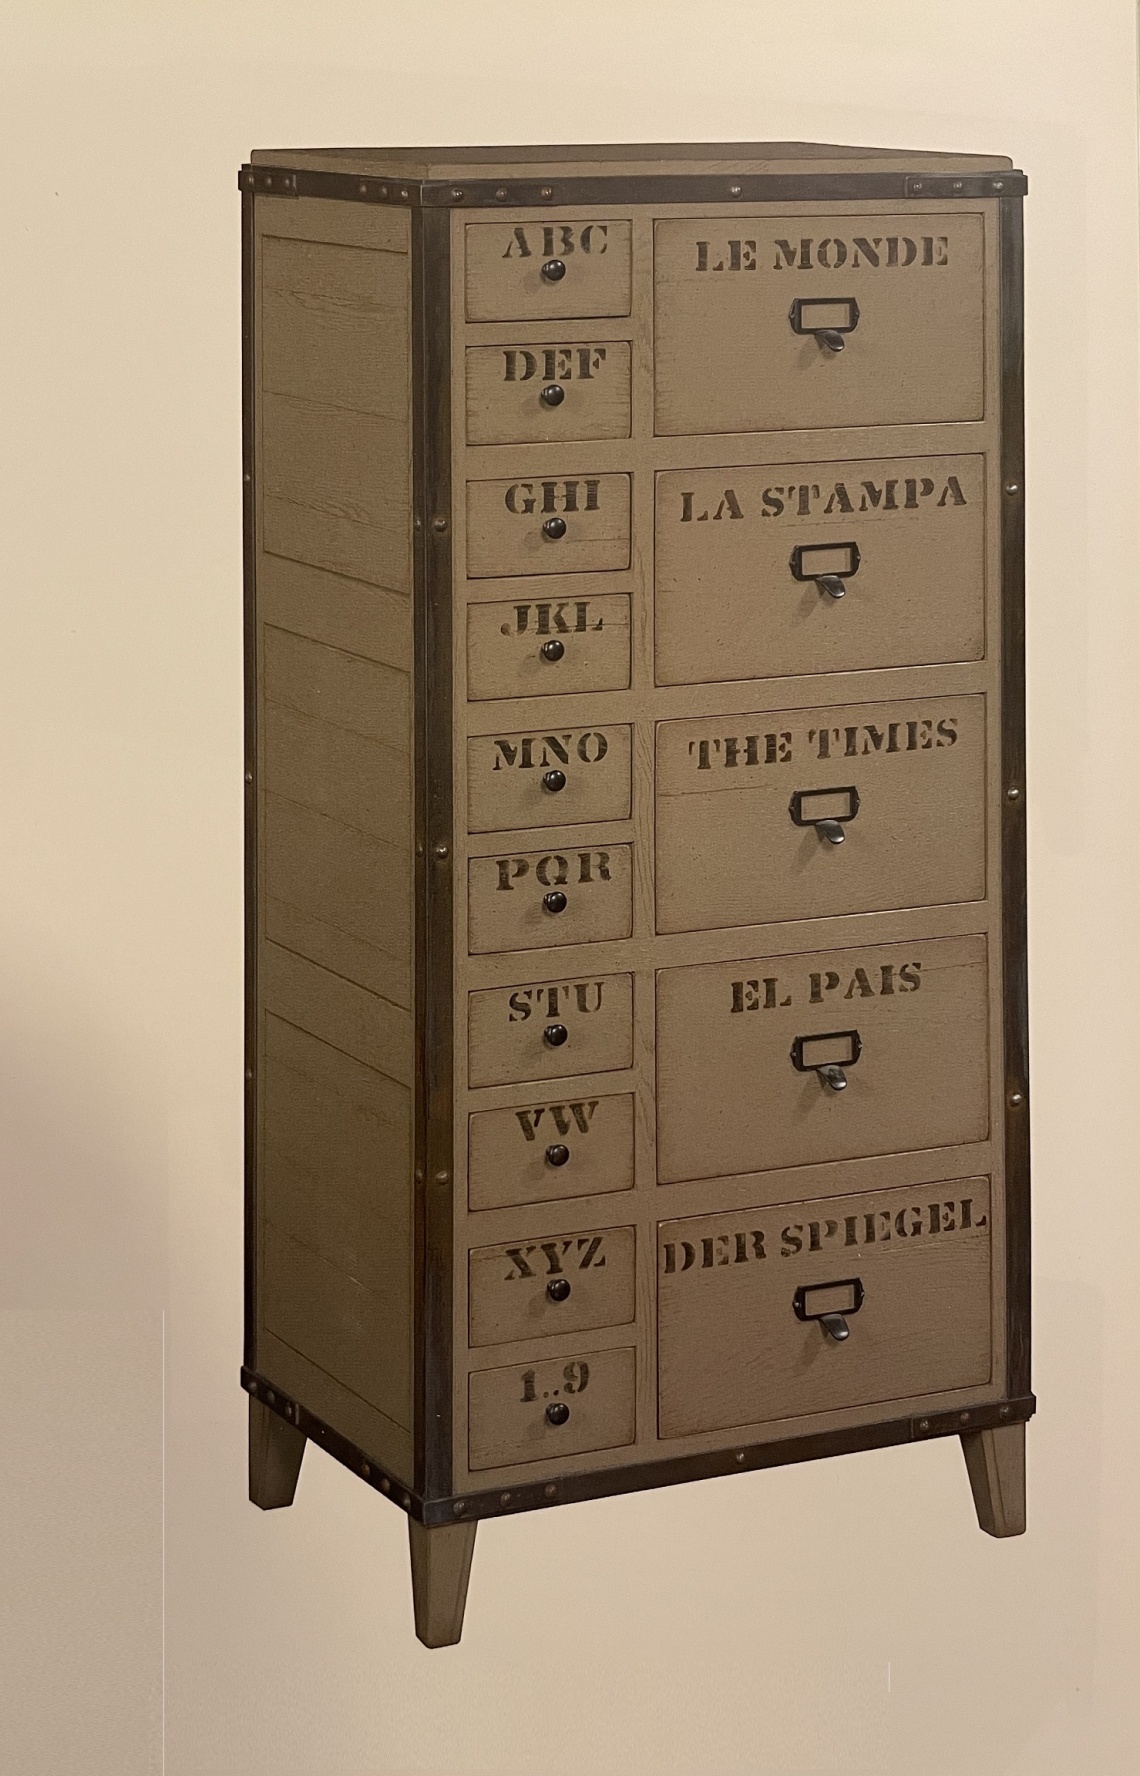 ABC
DEF
GHI
JKL
MNO
PQR
STU
VW
XYZ
1..9
LE MONDE
LA STAMPA
THE TIMES
EL PAIS
DER SPIEGEL